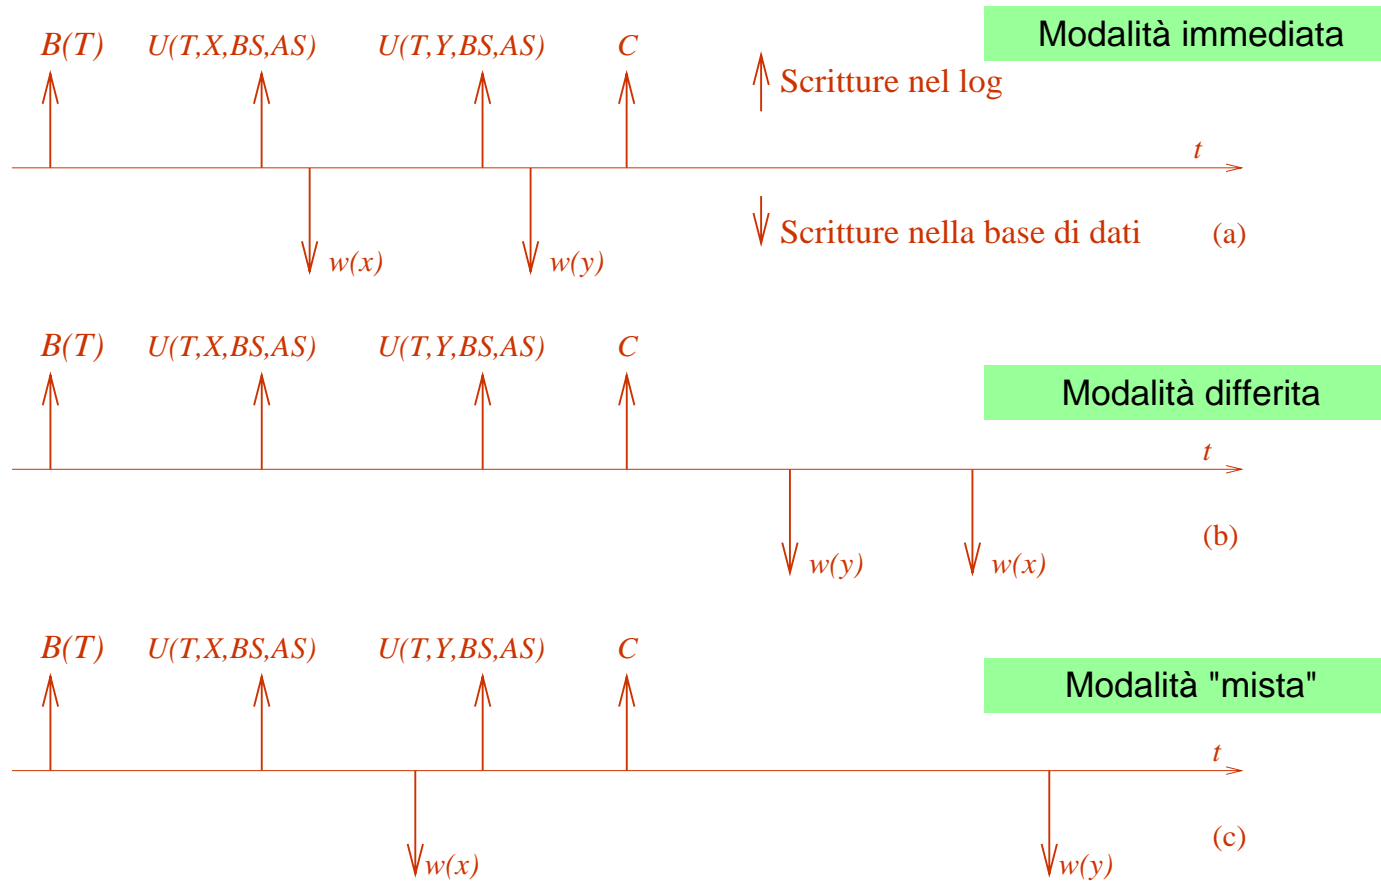 B(T) U(T,X,BS,AS) U(T,Y,BS,AS) C Modalità immediata
Scritture nel log
t
Scritture nella base di dati (a)
w(x) w(y)
B(T) U(T,X,BS,AS) U(T,Y,BS,AS) C
Modalità differita
t
(b)
w(y) w(x)
B(T) U(T,X,BS,AS) U(T,Y,BS,AS) C
Modalità "mista"
t
(c)
w(x) w(y)